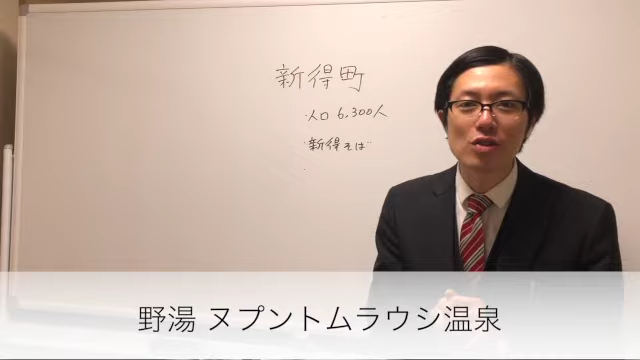 新得町
・人口 6,300人
・新得そば
・
野湯 ヌプントムラウシ温泉